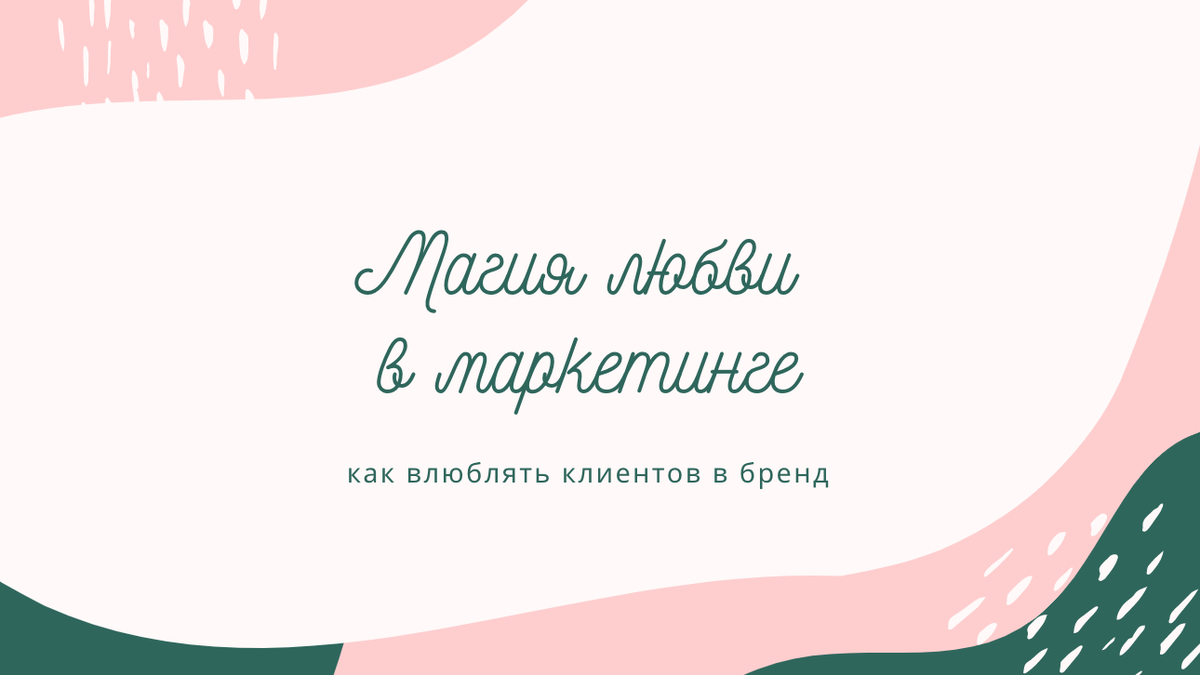 Магия любви
в маркетинге
как влюблять клиентов в бренд